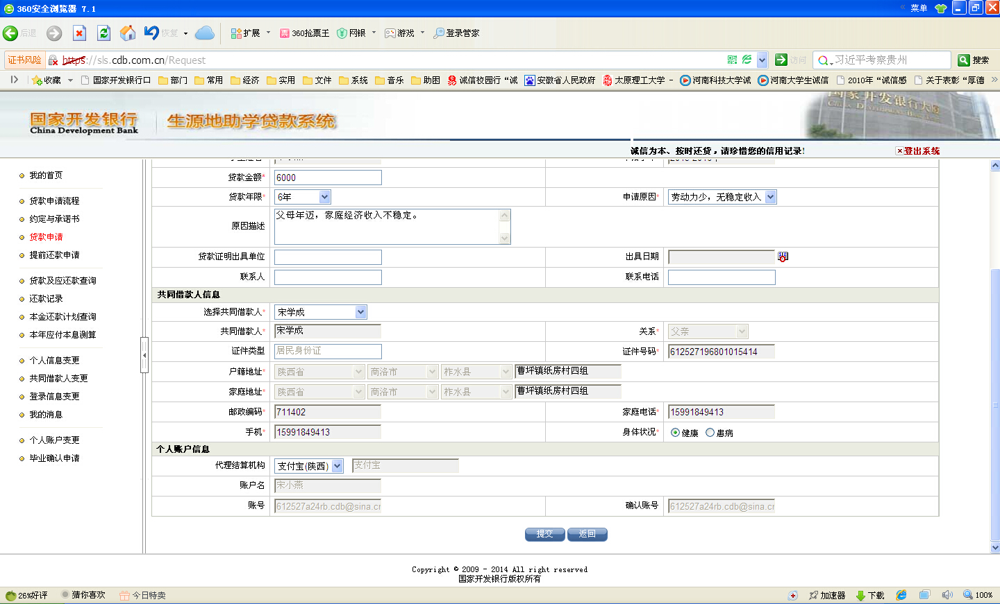 360安全浏览器 7.1
菜单
后退 恢复 扩展 360抢票王 网银 游戏 登录管家
证书风险 https://sls.cdb.com.cn/Request 访问 习近平考察贵州 搜索
收藏 国家开发银行口 部门 常用 经济 实用 文件 系统 音乐 助困 诚信校园行 “诚 安徽省人民政府 太原理工大学 - 河南科技大学诚 河南大学生诚信 2010年 “诚信感 关于表彰 “厚德
国家开发银行
China Development Bank
生源地助学贷款系统
诚信为本、按时还贷，请珍惜您的信用记录!
登出系统
我的首页
贷款申请流程
约定与承诺书
贷款申请
提前还款申请
贷款及应还款查询
还款记录
本金还款计划查询
本年应付本息测算
个人信息变更
共同借款人变更
登录信息变更
我的消息
个人账户变更
毕业确认申请
贷款金额* 6000
贷款年限* 6年 申请原因* 劳动力少，无稳定收入
原因描述 父母年迈，家庭经济收入不稳定。
贷款证明出具单位 出具日期
联系人 联系电话
共同借款人信息
选择共同借款人* 宋学成
共同借款人* 宋学成 关系* 父亲
证件类型 居民身份证 证件号码* 612527196801015414
户籍地址* 陕西省 商洛市 柞水县 曹坪镇纸房村四组
家庭地址* 陕西省 商洛市 柞水县 曹坪镇纸房村四组
邮政编码* 711402 家庭电话* 15991849413
手机* 15991849413 身体状况* 健康 患病
个人账户信息
代理结算机构 支付宝(陕西) 支付宝
账户名 宋小燕
账号 612527a24rb.cdb@sina.cn 确认账号 612527a24rb.cdb@sina.cn
提交 返回
Copyright © 2009 - 2014 All right reserved
国家开发银行版权所有
26%好评 猜你喜欢 今日特卖 加速器 下载 100%